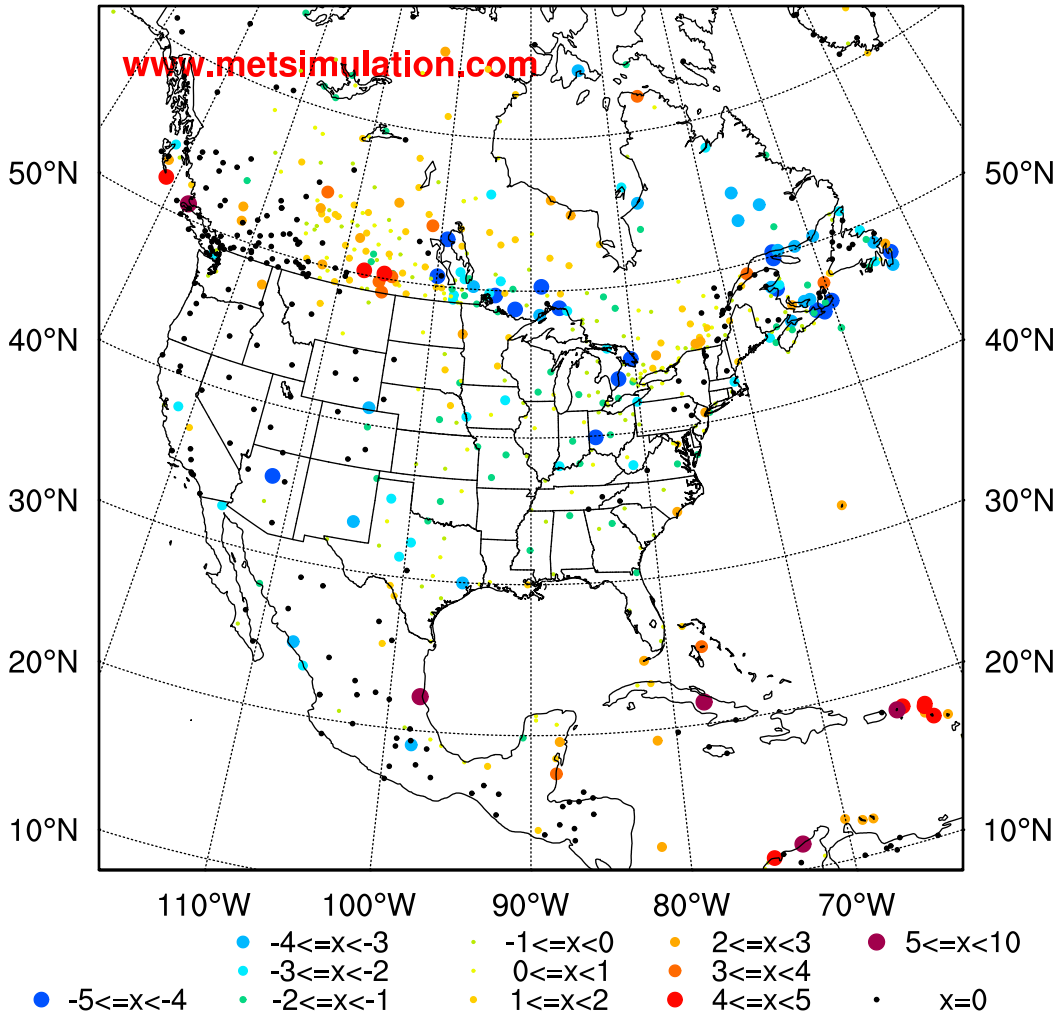 www.metsimulation.com
50°N 50°N
40°N 40°N
30°N 30°N
20°N 20°N
10°N 10°N
110°W 100°W 90°W 80°W 70°W
-4<=x<-3 -1<=x<0 2<=x<3 5<=x<10
-3<=x<-2 0<=x<1 3<=x<4
-5<=x<-4 -2<=x<-1 1<=x<2 4<=x<5 x=0